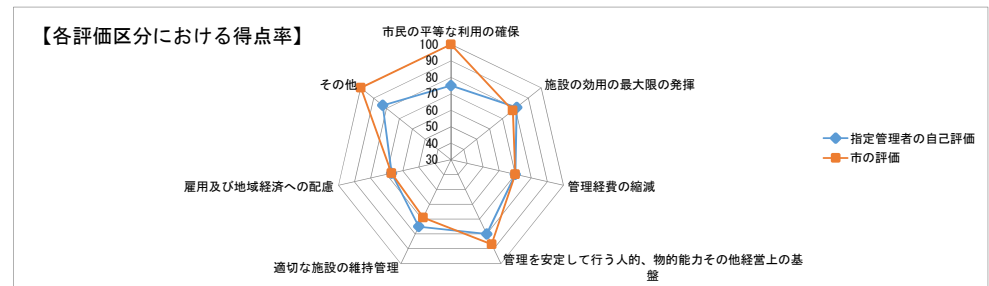 【各評価区分における得点率】
市民の平等な利用の確保
100
90
80
70
60
50
40
30
施設の効用の最大限の発揮
管理経費の縮減
管理を安定して行う人的、物的能力その他経営上の基
盤
適切な施設の維持管理
雇用及び地域経済への配慮
その他
指定管理者の自己評価
市の評価